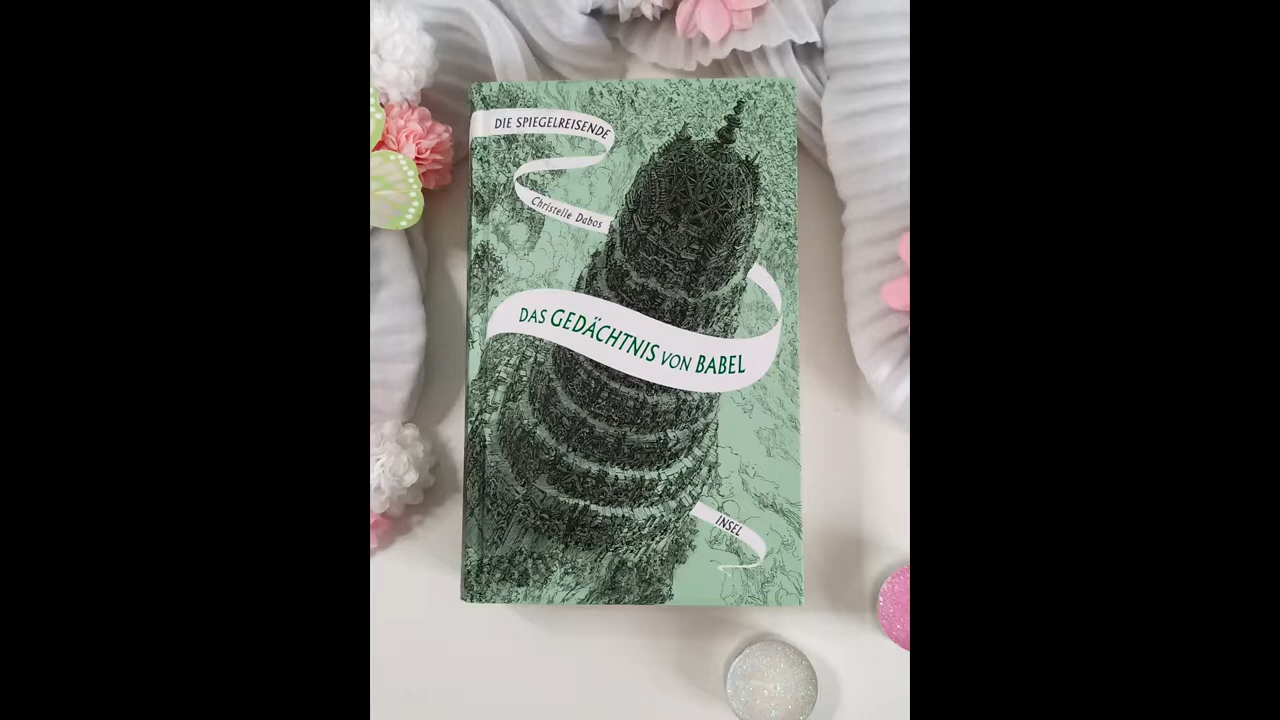 DIE SPIEGELREISENDE
Christelle Dabos
DAS GEDÄCHTNIS VON BABEL
INSEL